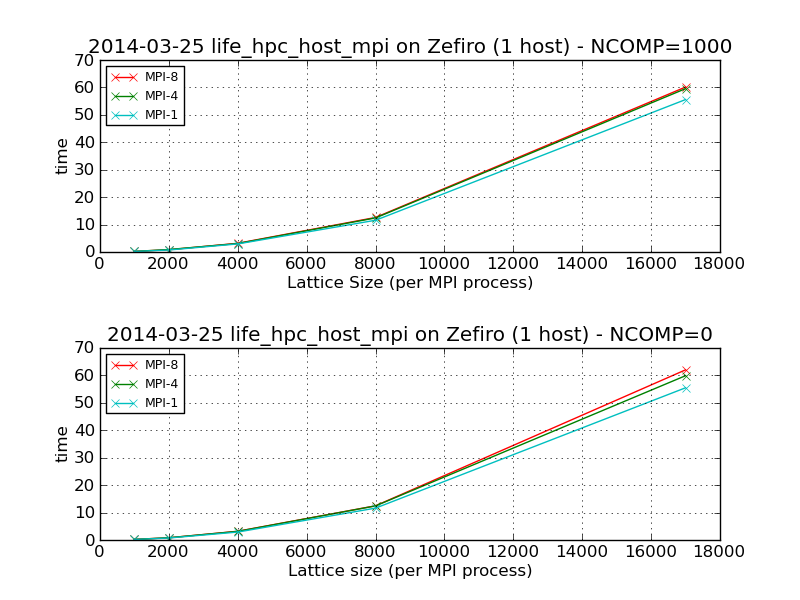 2014-03-25 life_hpc_host_mpi on Zefiro (1 host) - NCOMP=1000
70
60
50
40
30
20
10
0
time
MPI-8
MPI-4
MPI-1
0 2000 4000 6000 8000 10000 12000 14000 16000 18000
Lattice Size (per MPI process)
2014-03-25 life_hpc_host_mpi on Zefiro (1 host) - NCOMP=0
70
60
50
40
30
20
10
0
time
MPI-8
MPI-4
MPI-1
0 2000 4000 6000 8000 10000 12000 14000 16000 18000
Lattice size (per MPI process)